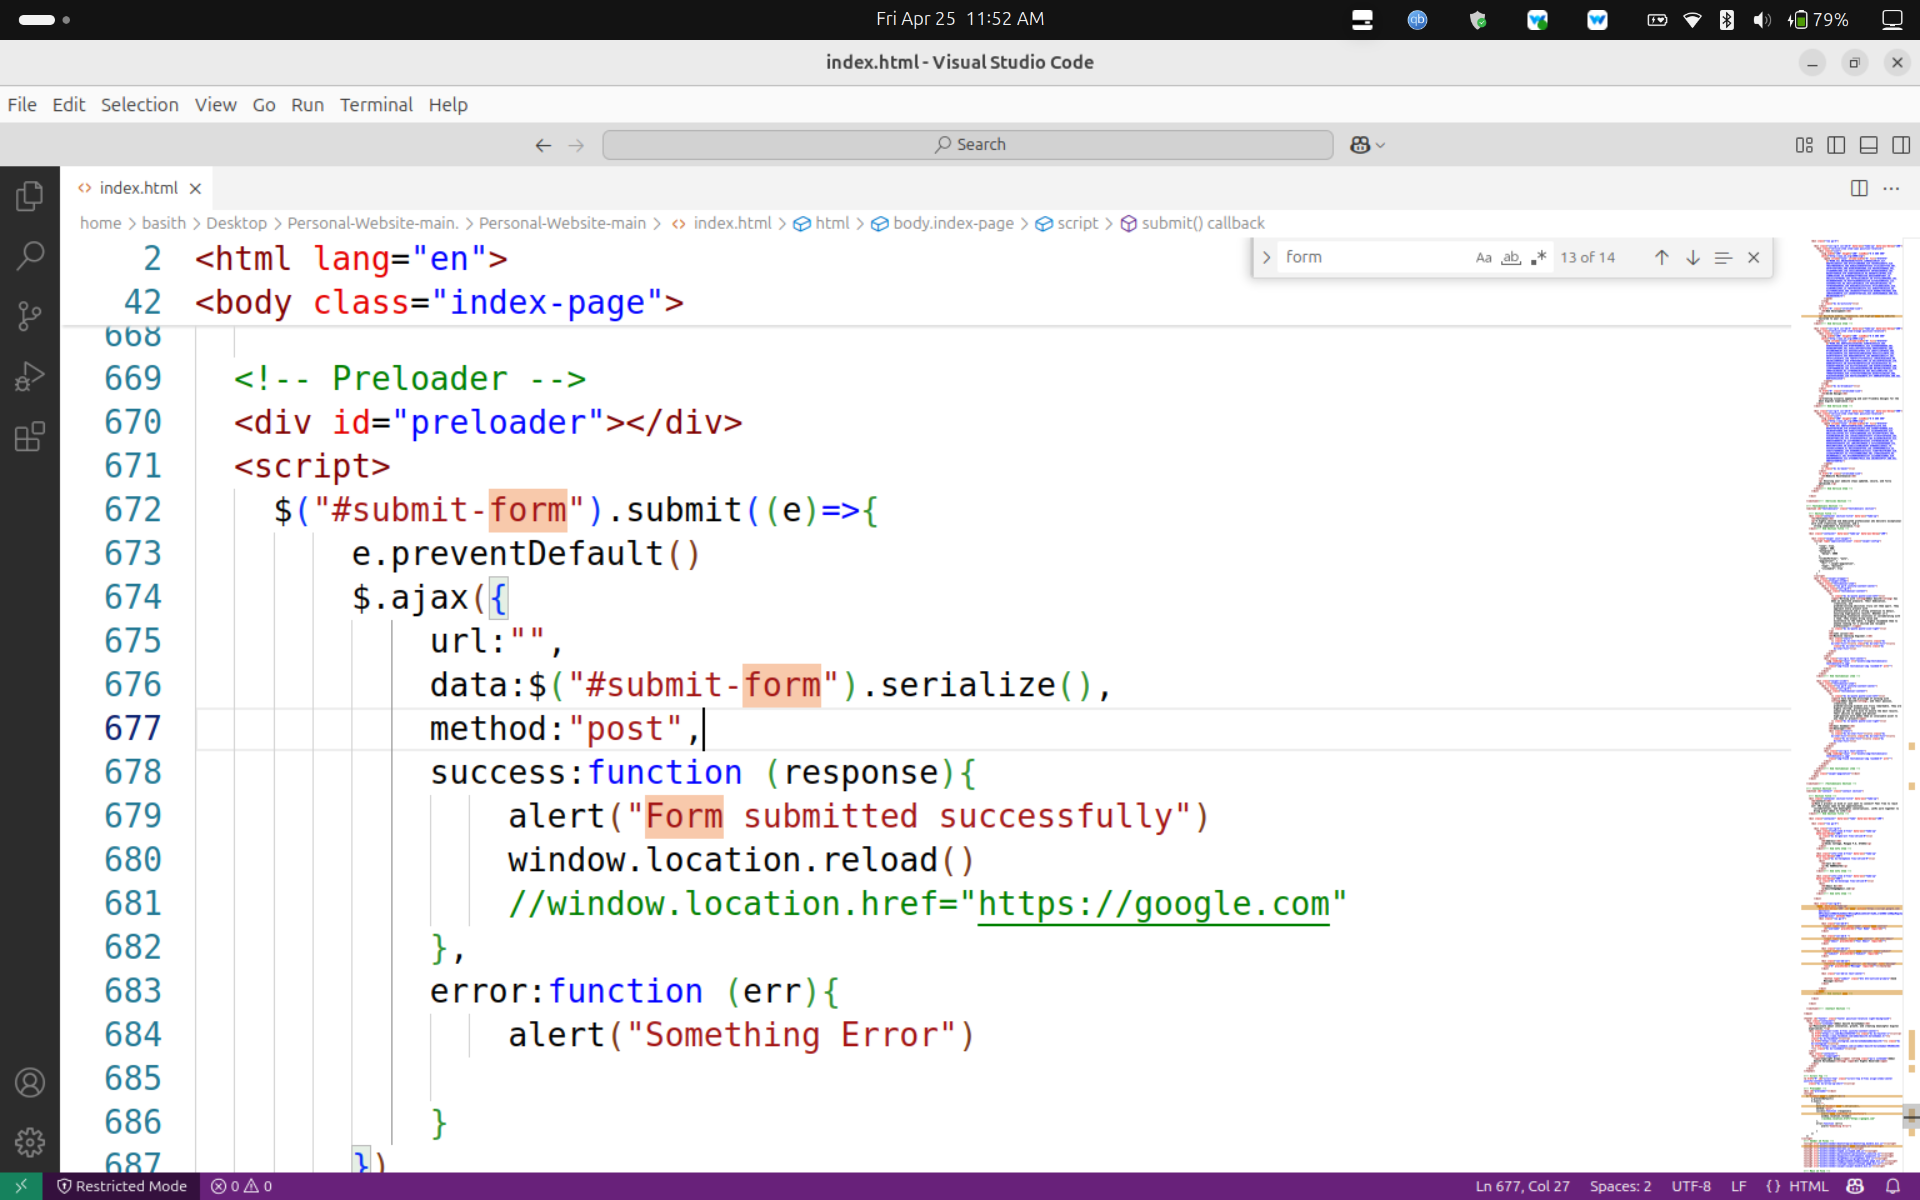 Fri Apr 25 11:52 AM
79%
index.html - Visual Studio Code
File Edit Selection View Go Run Terminal Help
Search
index.html
home > basith > Desktop > Personal-Website-main. > Personal-Website-main > index.html > html > body.index-page > script > submit() callback
form Aa ab 13 of 14
2 <html lang="en">
42 <body class="index-page">
668
669 <!-- Preloader -->
670 <div id="preloader"></div>
671 <script>
672 $("#submit-form").submit((e)=>{
673 e.preventDefault()
674 $.ajax({
675 url:"",
676 data:$("#submit-form").serialize(),
677 method:"post",
678 success:function (response){
679 alert("Form submitted successfully")
680 window.location.reload()
681 //window.location.href="https://google.com"
682 },
683 error:function (err){
684 alert("Something Error")
685
686 }
687 })
Restricted Mode 0 0 Ln 677, Col 27 Spaces: 2 UTF-8 LF {} HTML